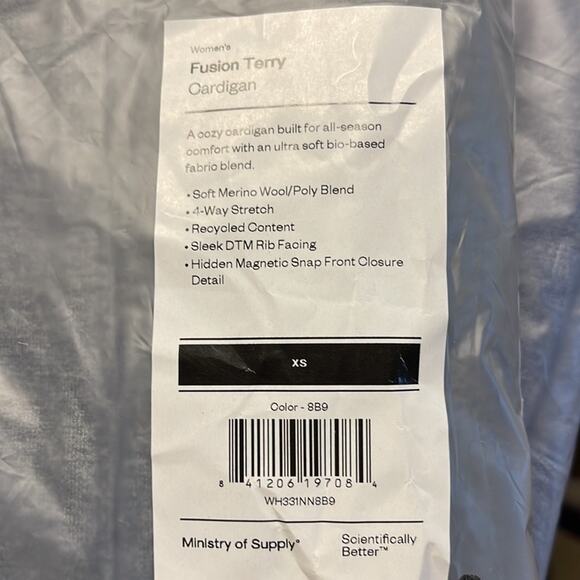 Women's
Fusion Terry
Cardigan
A cozy cardigan built for all-season
comfort with an ultra soft bio-based
fabric blend.
• Soft Merino Wool/Poly Blend
• 4-Way Stretch
• Recycled Content
• Sleek DTM Rib Facing
• Hidden Magnetic Snap Front Closure
Detail
XS
Color - 8B9
8 41206 19708 4
WH331NN8B9
Ministry of Supply® Scientifically
Better™